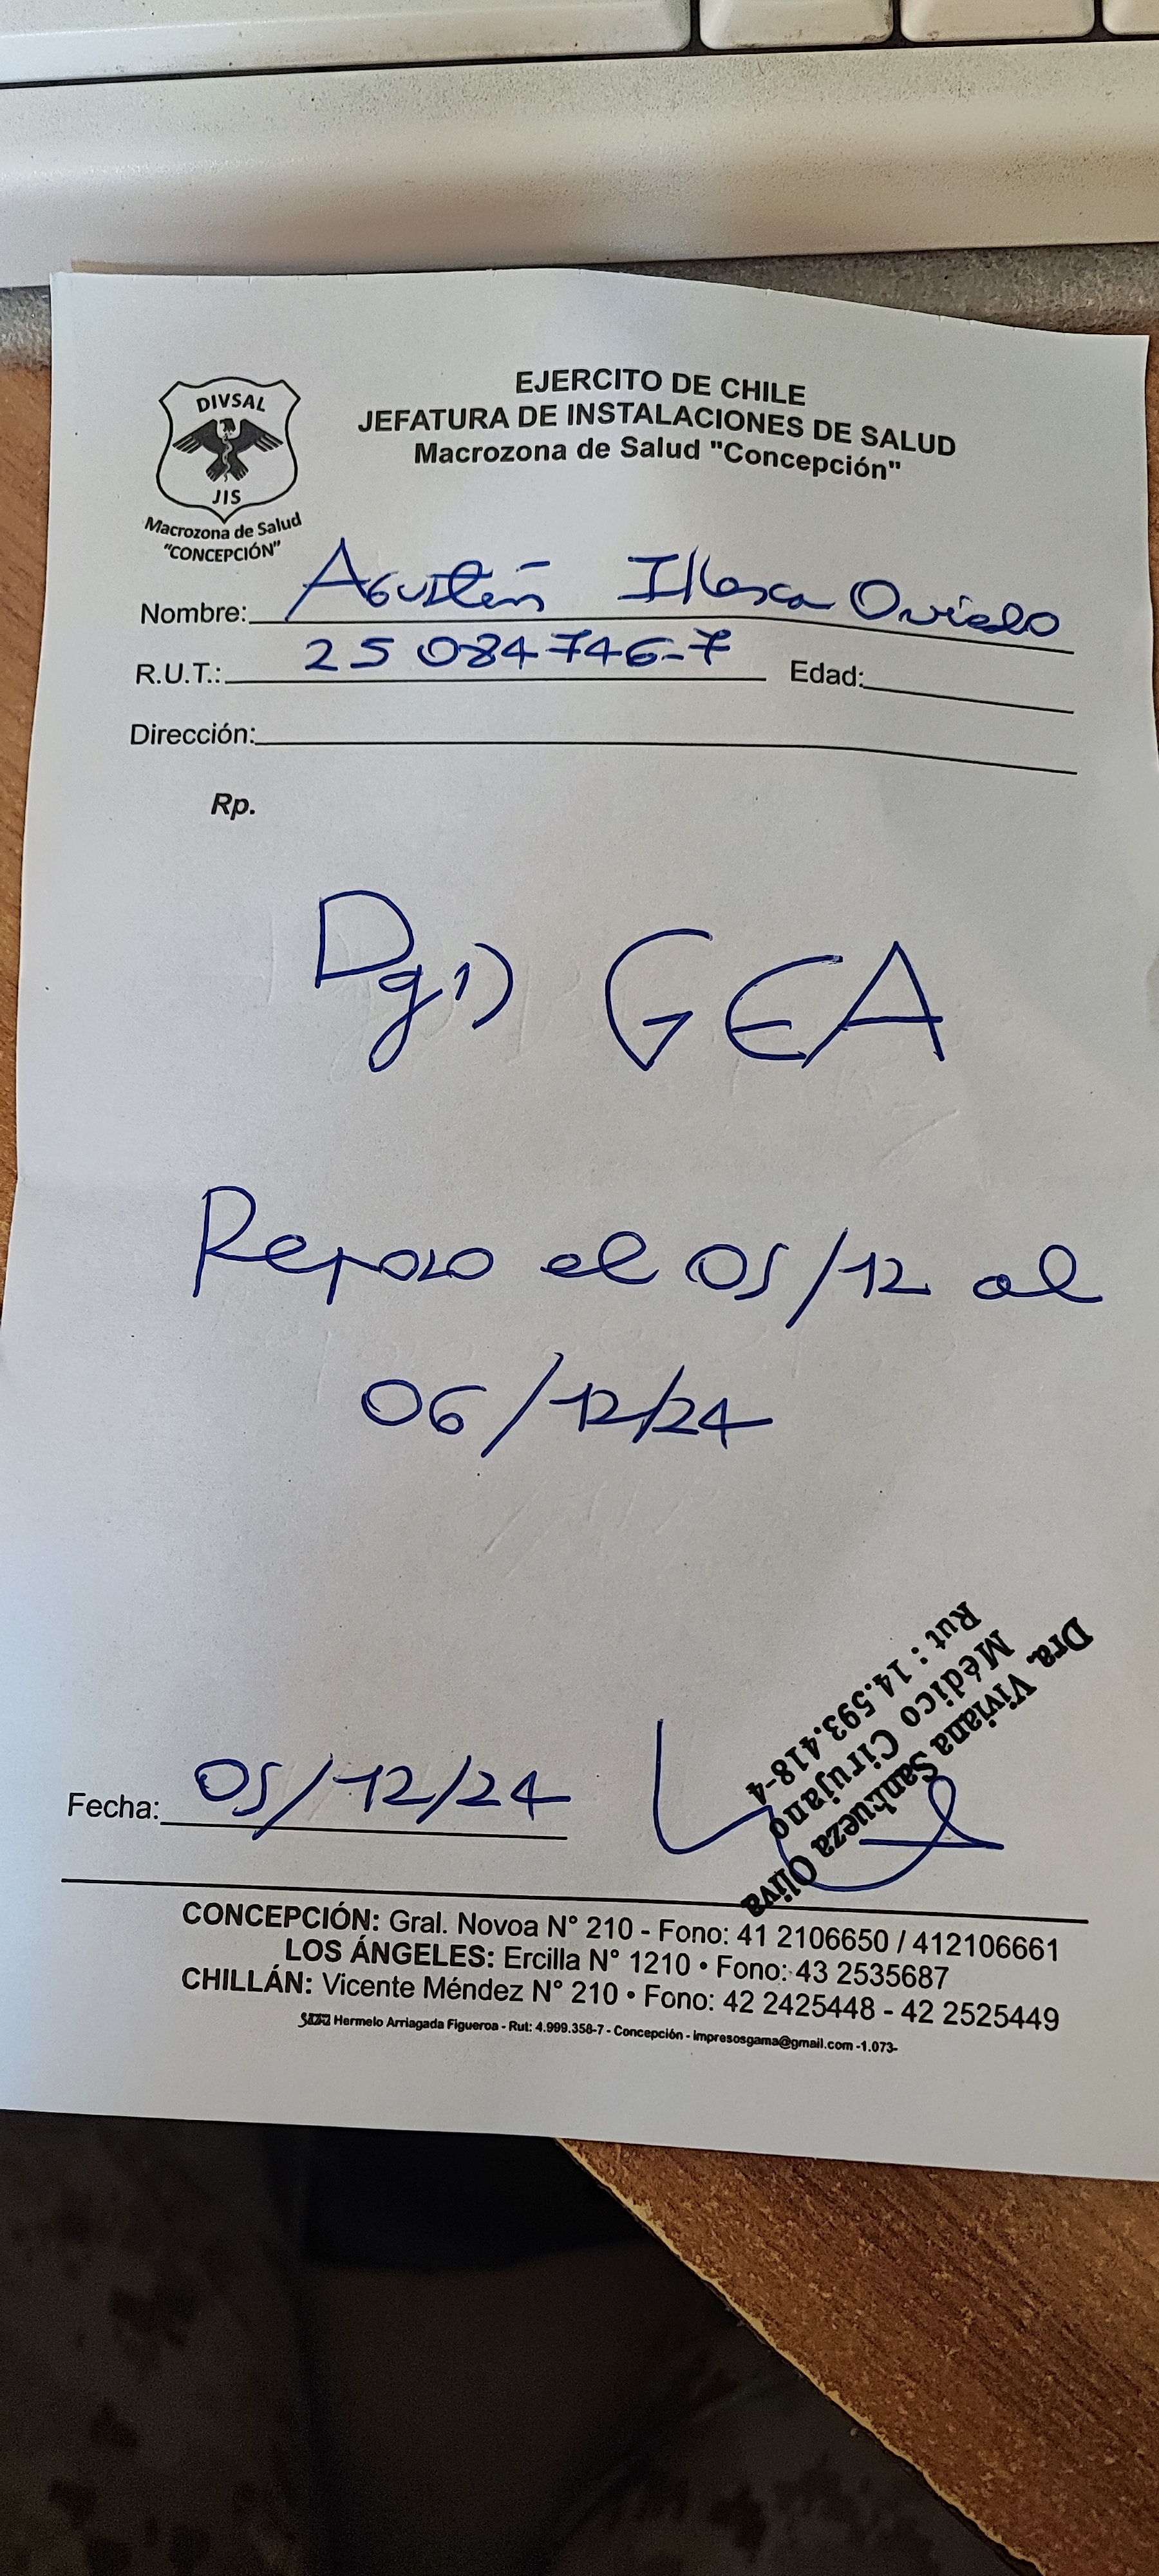 DIVSAL
JIS
Macrozona de Salud
"CONCEPCIÓN"
EJERCITO DE CHILE
JEFATURA DE INSTALACIONES DE SALUD
Macrozona de Salud "Concepción"
Nombre: Agustín Illesca Oviedo
R.U.T.: 25084746-7 Edad:
Dirección:
Rp.
Dg1) GEA
Reposo el 05/12 al
06/12/24
Dra. Viviana Sanhueza Oliva
Médico Cirujano
Rut : 14.593.418-4
Fecha: 05/12/24
CONCEPCIÓN: Gral. Novoa N° 210 - Fono: 41 2106650 / 412106661
LOS ÁNGELES: Ercilla N° 1210 • Fono: 43 2535687
CHILLÁN: Vicente Méndez N° 210 • Fono: 42 2425448 - 42 2525449
Hermelo Arriagada Figueroa - Rut: 4.999.358-7 - Concepción - impresosgama@gmail.com -1.073-